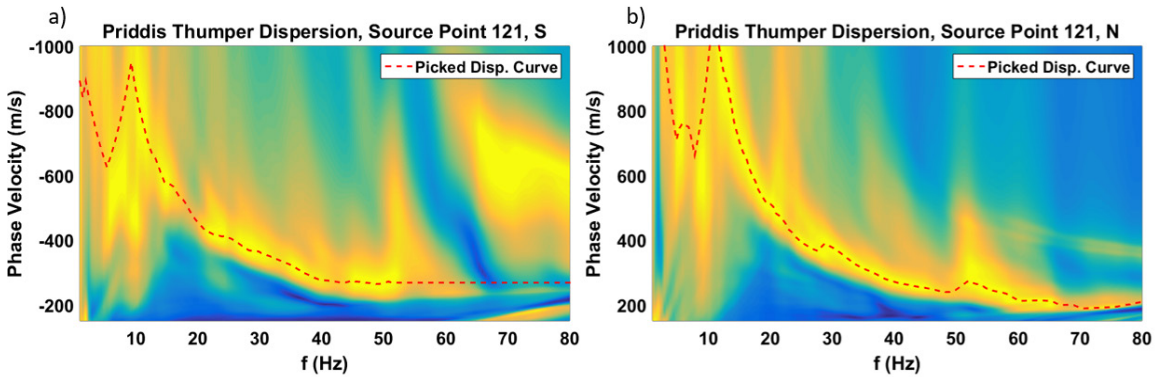 a)
Priddis Thumper Dispersion, Source Point 121, S
Picked Disp. Curve
Phase Velocity (m/s)
-1000
-800
-600
-400
-200
10 20 30 40 50 60 70 80
f (Hz)
b)
Priddis Thumper Dispersion, Source Point 121, N
Picked Disp. Curve
Phase Velocity (m/s)
1000
800
600
400
200
10 20 30 40 50 60 70 80
f (Hz)